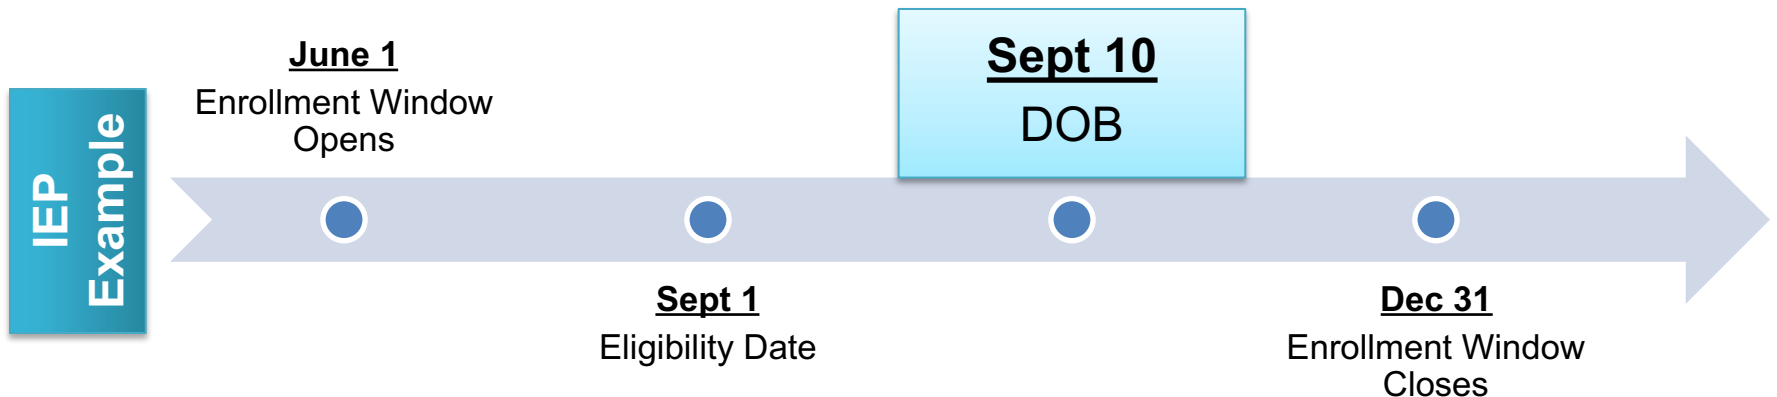 IEP
Example
June 1
Enrollment Window
Opens
Sept 1
Eligibility Date
Sept 10
DOB
Dec 31
Enrollment Window
Closes